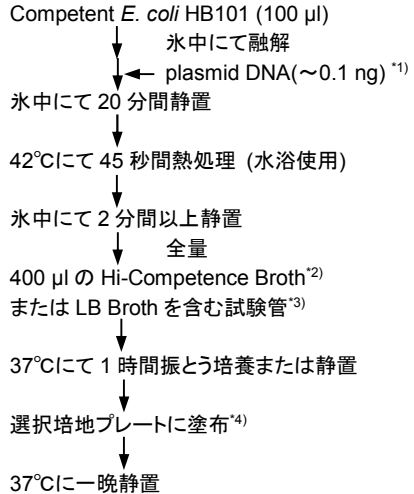 Competent E. coli HB101 (100 µl)
氷中にて融解
plasmid DNA(～0.1 ng) *1)
氷中にて 20 分間静置
42℃にて 45 秒間熱処理 (水浴使用)
氷中にて 2 分間以上静置
全量
400 µl の Hi-Competence Broth*2)
または LB Broth を含む試験管*3)
37℃にて 1 時間振とう培養または静置
選択培地プレートに塗布*4)
37℃に一晩静置